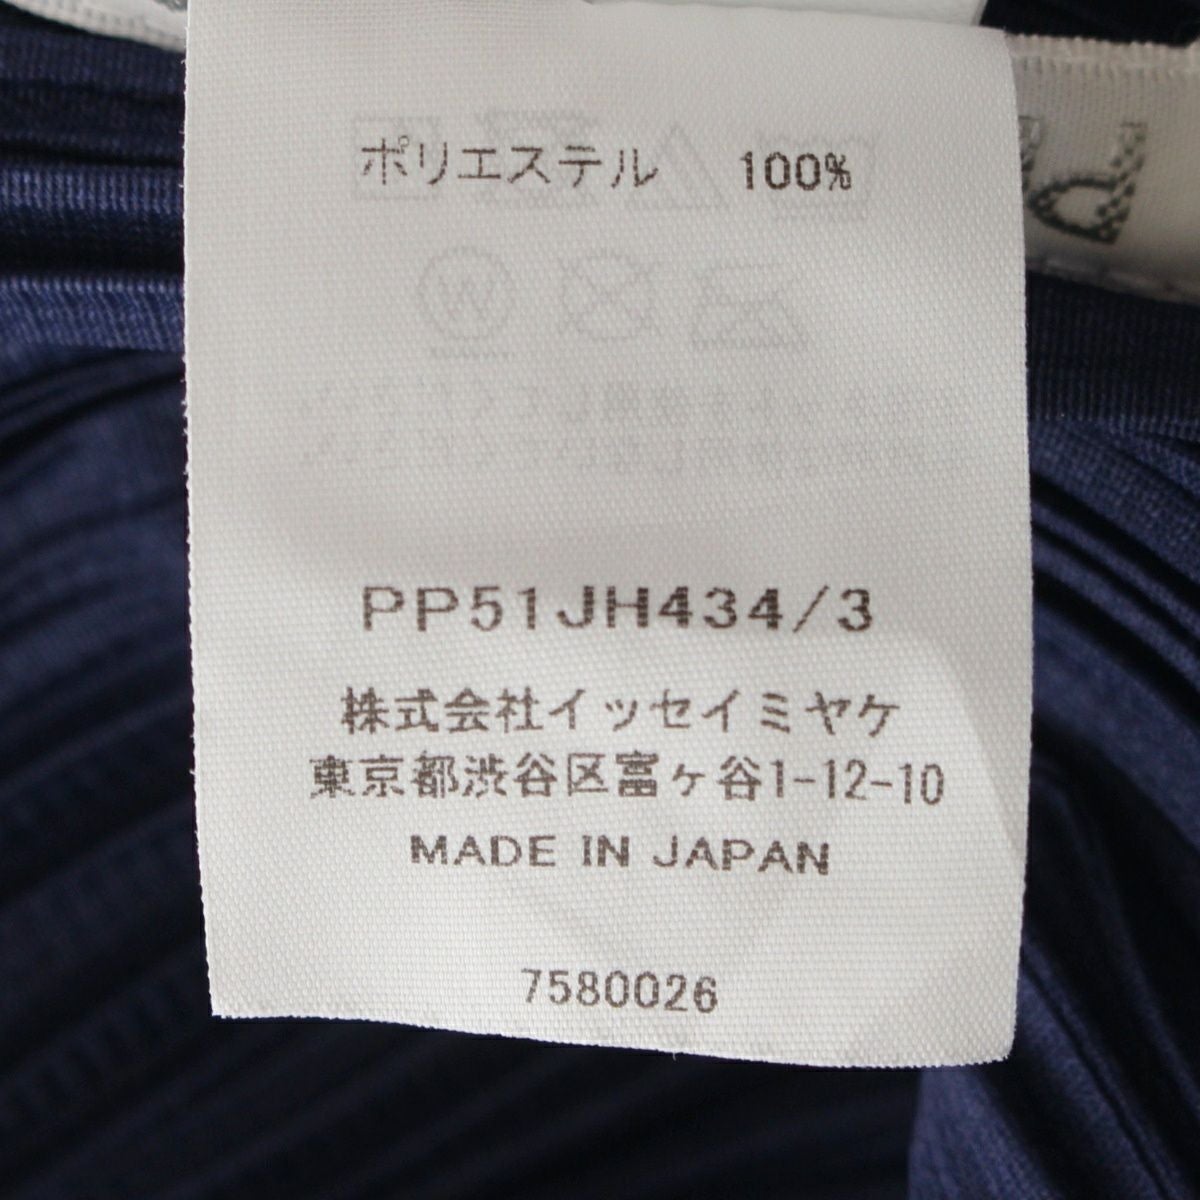 ポリエステル 100%
PP51JH434/3
株式会社イッセイミヤケ
東京都渋谷区富ヶ谷1-12-10
MADE IN JAPAN
7580026